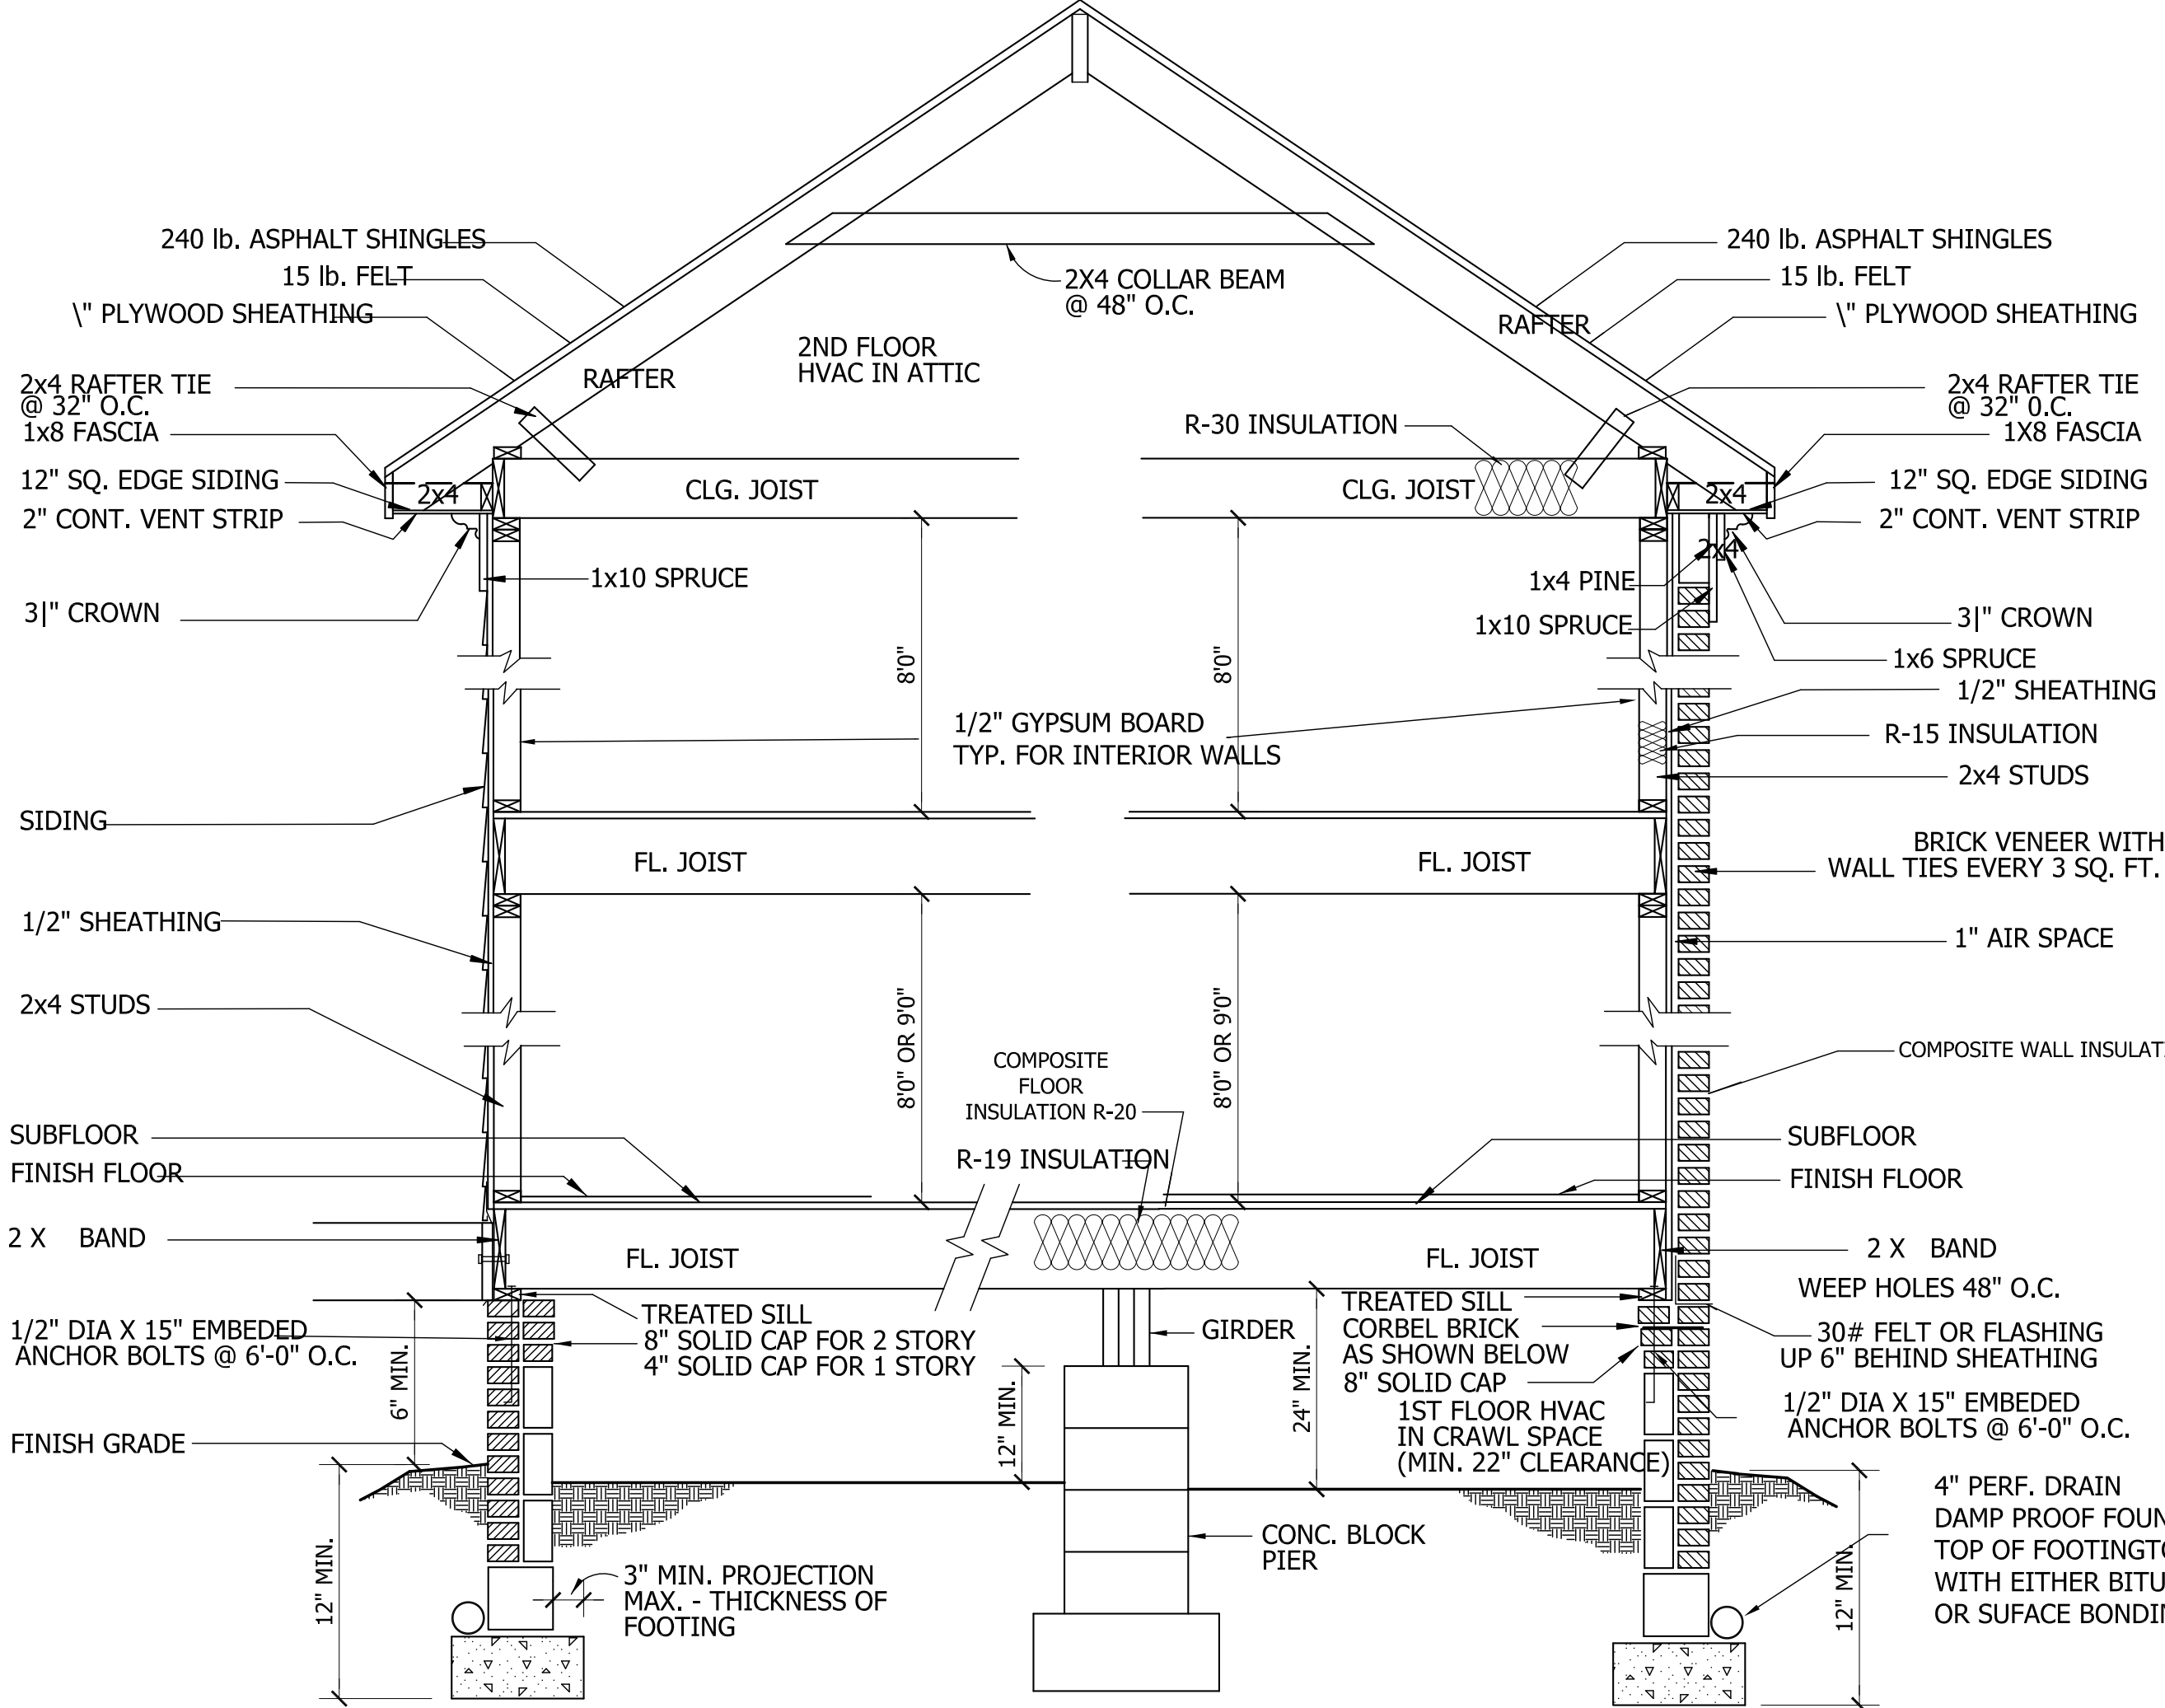 240 lb. ASPHALT SHINGLES
15 lb. FELT
\" PLYWOOD SHEATHING
2x4 RAFTER TIE
@ 32" O.C.
1x8 FASCIA
12" SQ. EDGE SIDING
2" CONT. VENT STRIP
3|" CROWN
SIDING
1/2" SHEATHING
2x4 STUDS
SUBFLOOR
FINISH FLOOR
2 X BAND
1/2" DIA X 15" EMBEDED
ANCHOR BOLTS @ 6'-0" O.C.
FINISH GRADE
12" MIN.
6" MIN.
RAFTER
2x4
1x10 SPRUCE
2ND FLOOR
HVAC IN ATTIC
2X4 COLLAR BEAM
@ 48" O.C.
CLG. JOIST
8'0"
1/2" GYPSUM BOARD
TYP. FOR INTERIOR WALLS
8'0"
FL. JOIST
FL. JOIST
8'0" OR 9'0"
8'0" OR 9'0"
COMPOSITE
FLOOR
INSULATION R-20
R-19 INSULATION
FL. JOIST
FL. JOIST
TREATED SILL
8" SOLID CAP FOR 2 STORY
4" SOLID CAP FOR 1 STORY
GIRDER
12" MIN.
24" MIN.
3" MIN. PROJECTION
MAX. - THICKNESS OF
FOOTING
CONC. BLOCK
PIER
TREATED SILL
CORBEL BRICK
AS SHOWN BELOW
8" SOLID CAP
1ST FLOOR HVAC
IN CRAWL SPACE
(MIN. 22" CLEARANCE)
RAFTER
R-30 INSULATION
CLG. JOIST
2x4
2x4
1x4 PINE
1x10 SPRUCE
240 lb. ASPHALT SHINGLES
15 lb. FELT
\" PLYWOOD SHEATHING
2x4 RAFTER TIE
@ 32" 0.C.
1X8 FASCIA
12" SQ. EDGE SIDING
2" CONT. VENT STRIP
3|" CROWN
1x6 SPRUCE
1/2" SHEATHING
R-15 INSULATION
2x4 STUDS
BRICK VENEER WITH
WALL TIES EVERY 3 SQ. FT.
1" AIR SPACE
COMPOSITE WALL
SUBFLOOR
FINISH FLOOR
2 X BAND
WEEP HOLES 48" O.C.
30# FELT OR FLASHING
UP 6" BEHIND SHEATHING
1/2" DIA X 15" EMBEDED
ANCHOR BOLTS @ 6'-0" O.C.
4" PERF. DRAIN
DAMP PROOF
TOP OF
WITH EITHER
OR SUFACE
12" MIN.